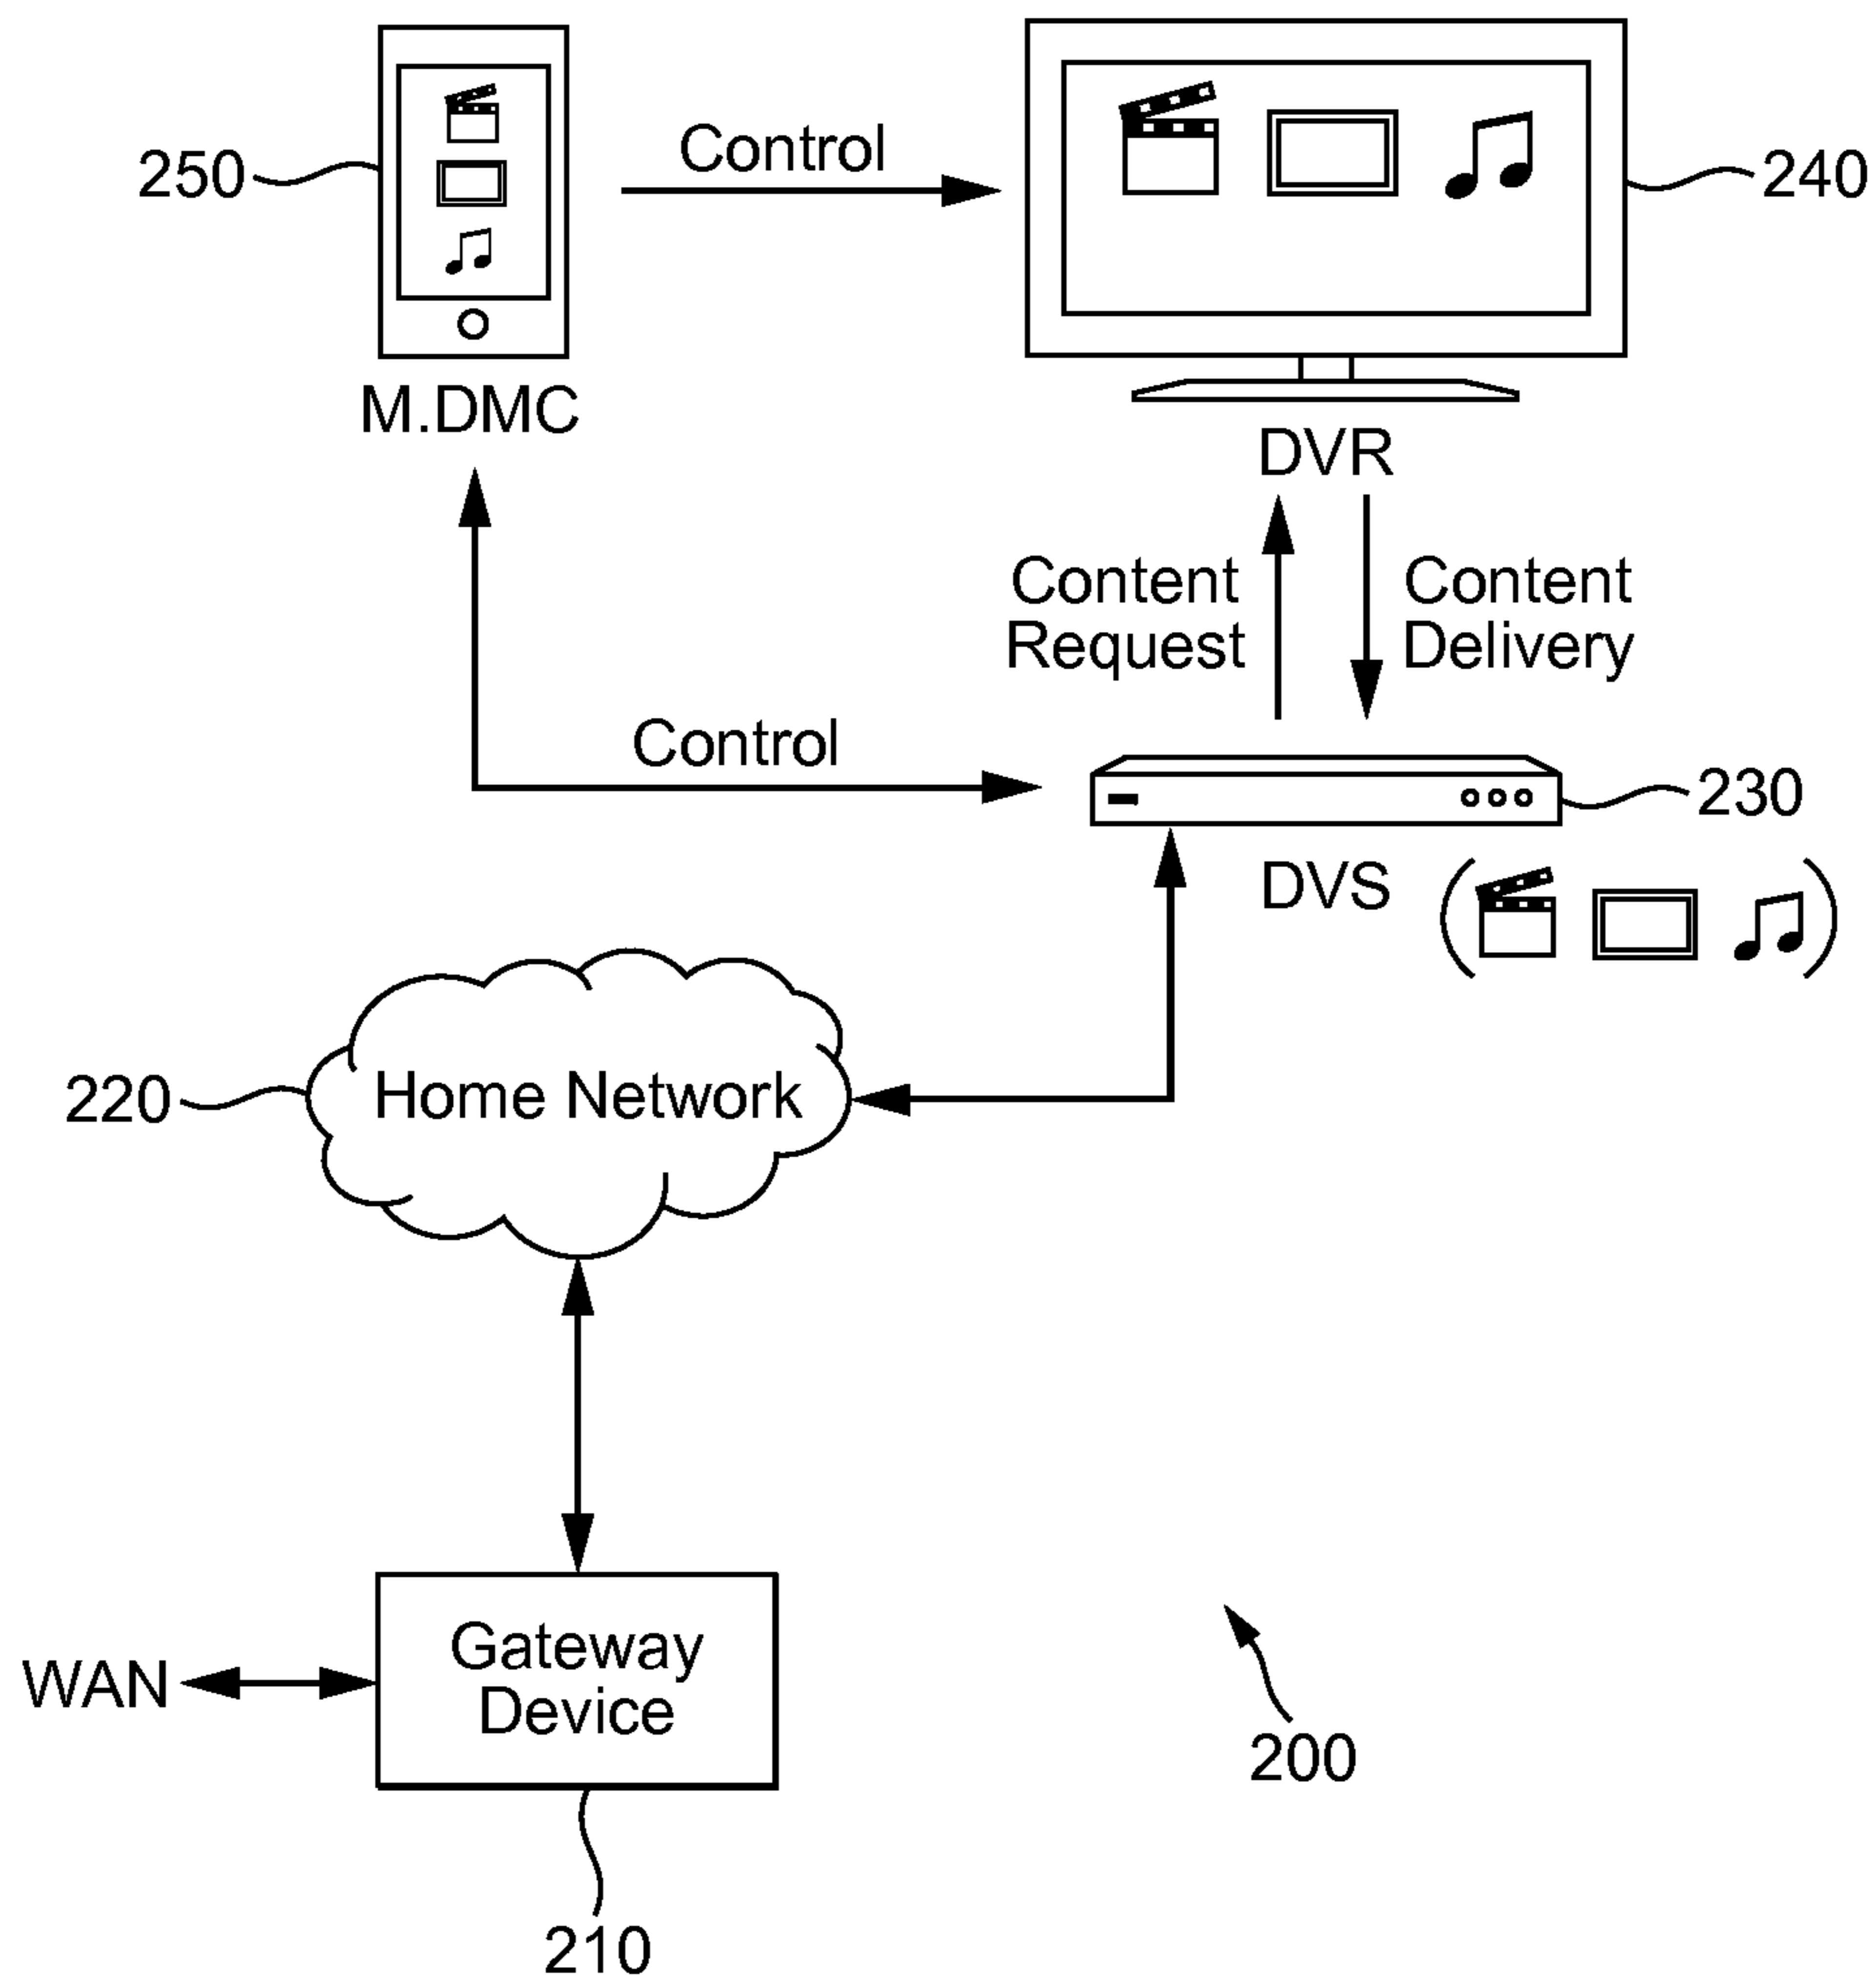 250
Control
240
M.DMC
DVR
Content
Request
Content
Delivery
Control
230
DVS
220
Home Network
Gateway
Device
WAN
200
210